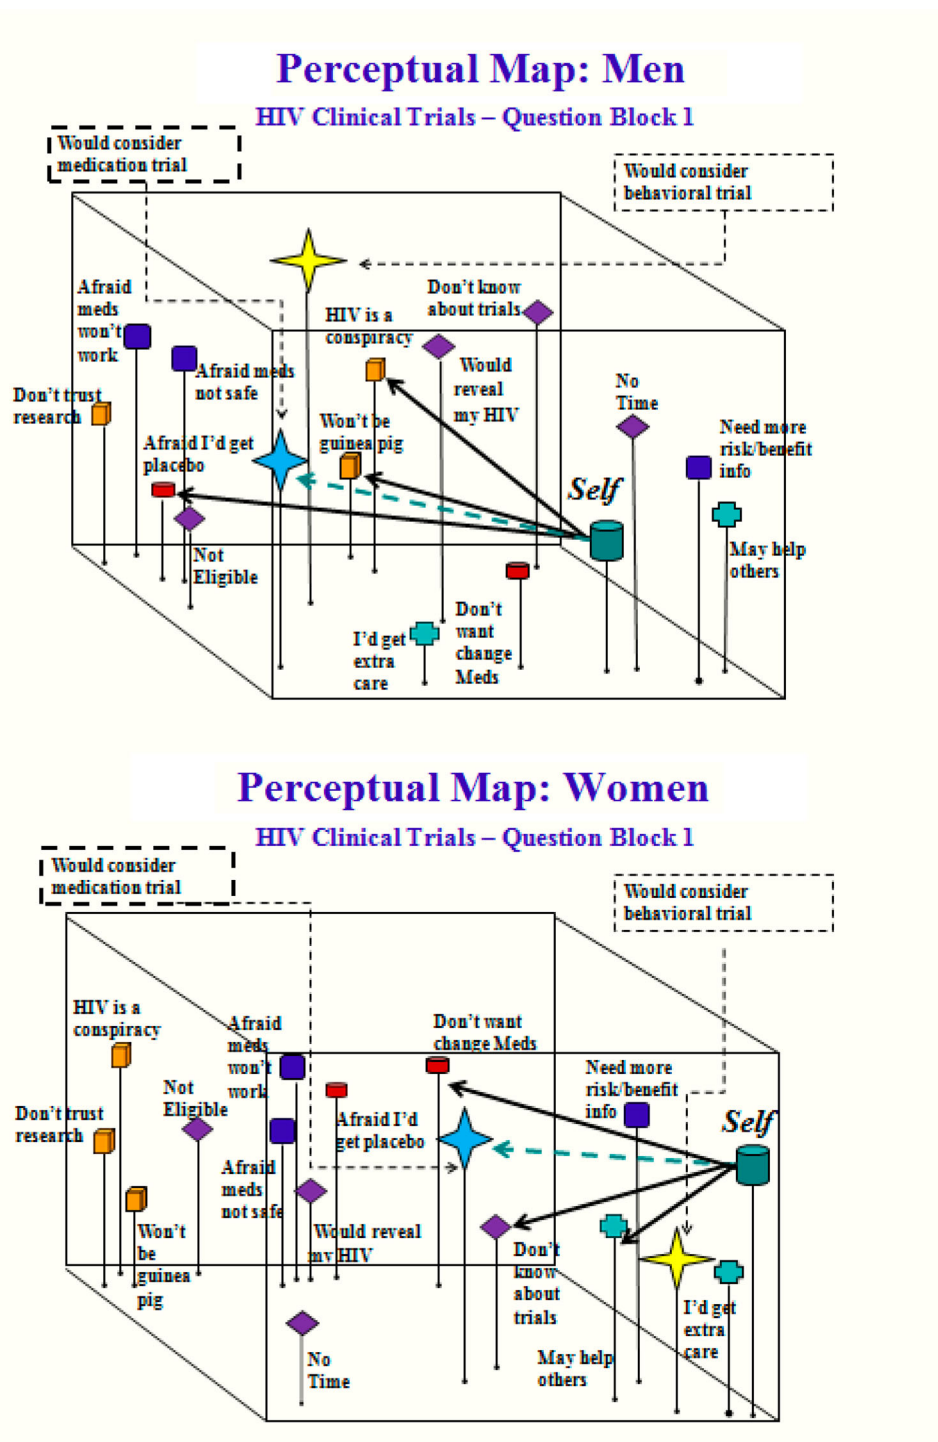 Perceptual Map: Men
HIV Clinical Trials – Question Block 1
Would consider
medication trial
Would consider
behavioral trial
Afraid
meds
won't
work
Don't know
about trials
HIV is a
conspiracy
Afraid meds
not safe
Would
reveal
my HIV
No
Time
Don't trust
research
Won't be
guinea pig
Need more
risk/benefit
info
Afraid I'd get
placebo
Self
Not
Eligible
May help
others
I'd get
extra
care
Don't
want
change
Meds
Perceptual Map: Women
HIV Clinical Trials – Question Block 1
Would consider
medication trial
Would consider
behavioral trial
HIV is a
conspiracy
Afraid
meds
won't
work
Don't want
change Meds
Need more
risk/benefit
info
Not
Eligible
Don't trust
research
Afraid I'd
get placebo
Self
Afraid
meds
not safe
Won't
be
guinea
pig
Would reveal
my HIV
Don't
know
about
trials
I'd get
extra
care
No
Time
May help
others